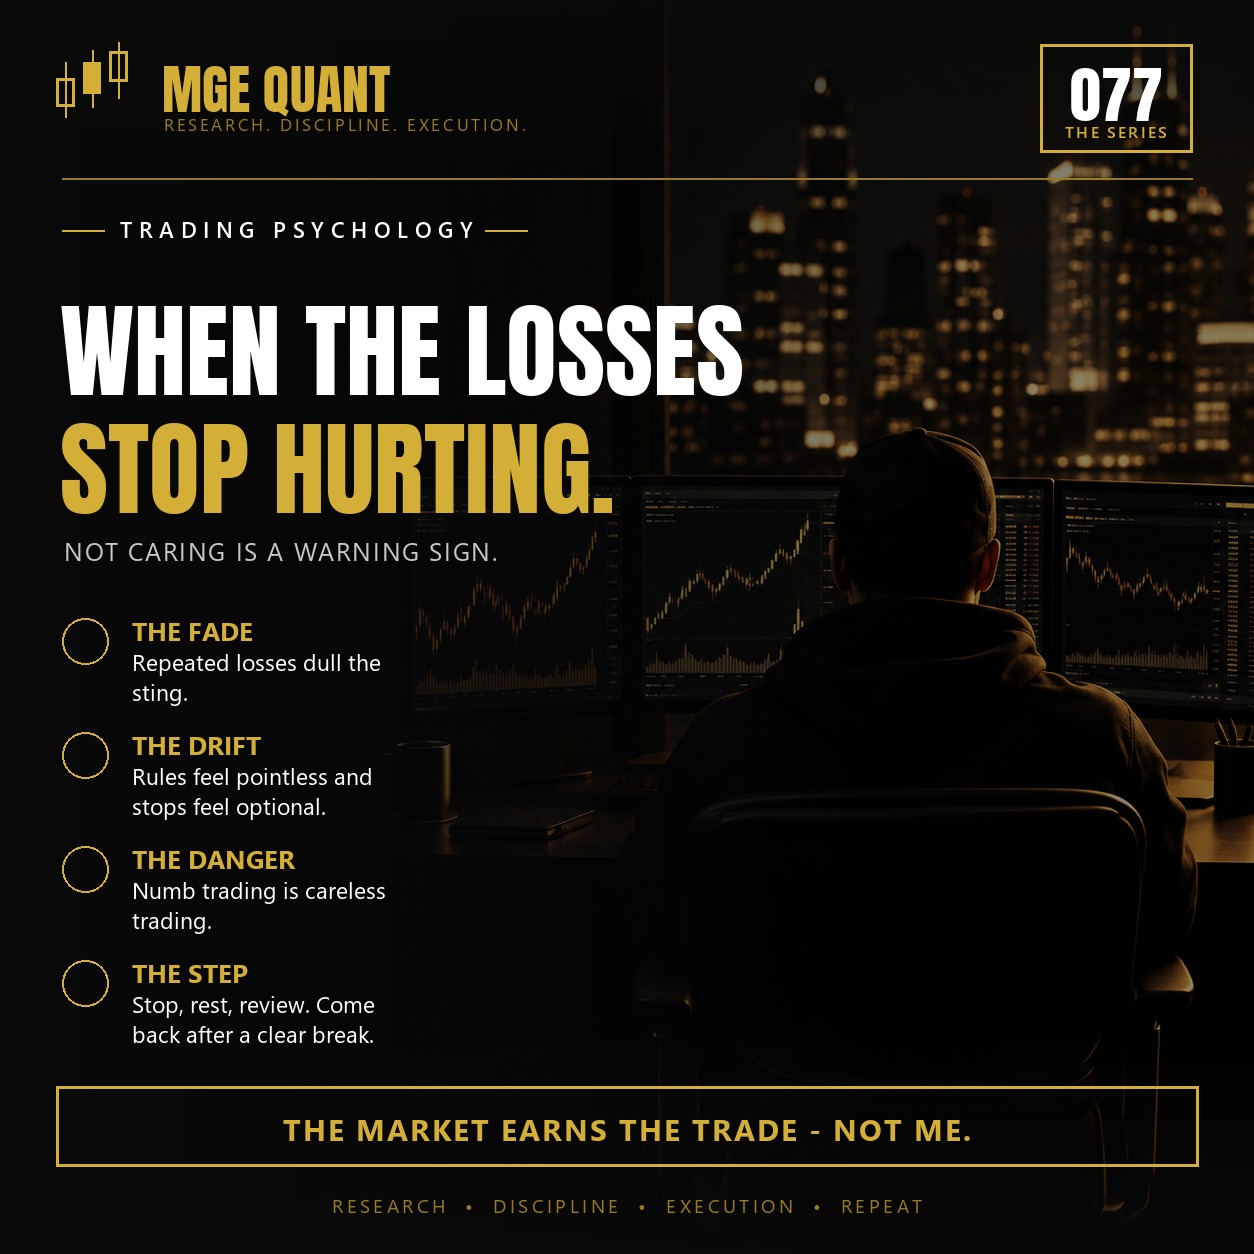 MGE QUANT
RESEARCH. DISCIPLINE. EXECUTION.
077
THE SERIES
TRADING PSYCHOLOGY
WHEN THE LOSSES
STOP HURTING.
NOT CARING IS A WARNING SIGN.
THE FADE
Repeated losses dull the
sting.
THE DRIFT
Rules feel pointless and
stops feel optional.
THE DANGER
Numb trading is careless
trading.
THE STEP
Stop, rest, review. Come
back after a clear break.
THE MARKET EARNS THE TRADE - NOT ME.
RESEARCH • DISCIPLINE • EXECUTION • REPEAT